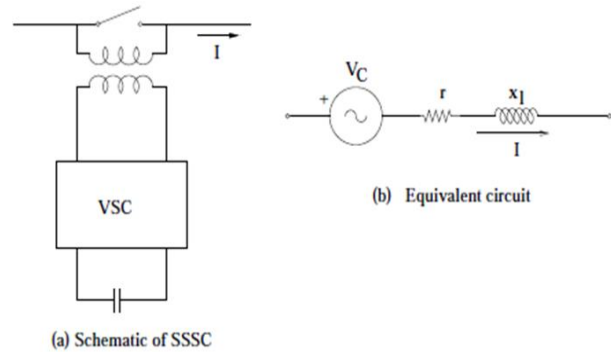 I
VSC
(a) Schematic of SSSC
V_C
+
r
x_l
I
(b) Equivalent circuit